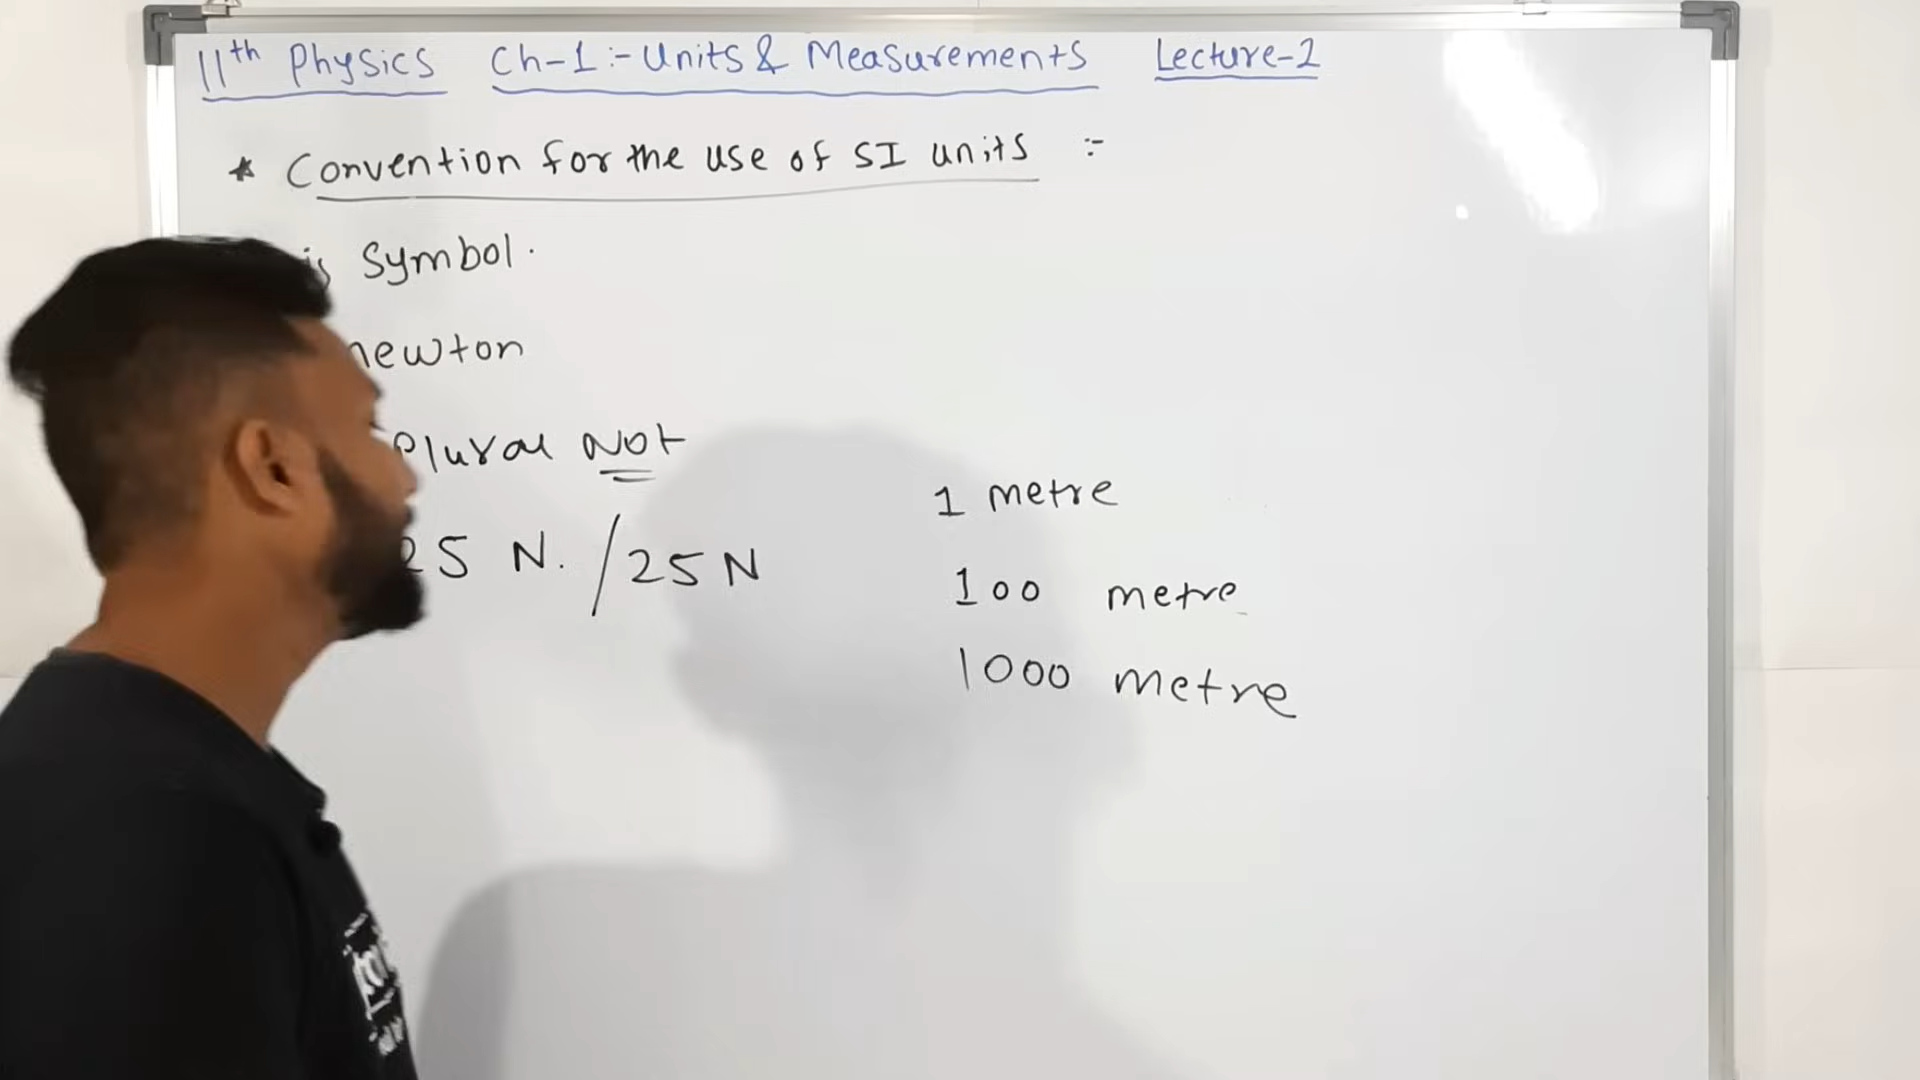 11th Physics Ch-1:- Units & Measurements Lecture-2
* Convention for the use of SI units :-
Symbol.
newton
Plural Not
25 N. / 25 N
1 metre
100 metre
1000 metre